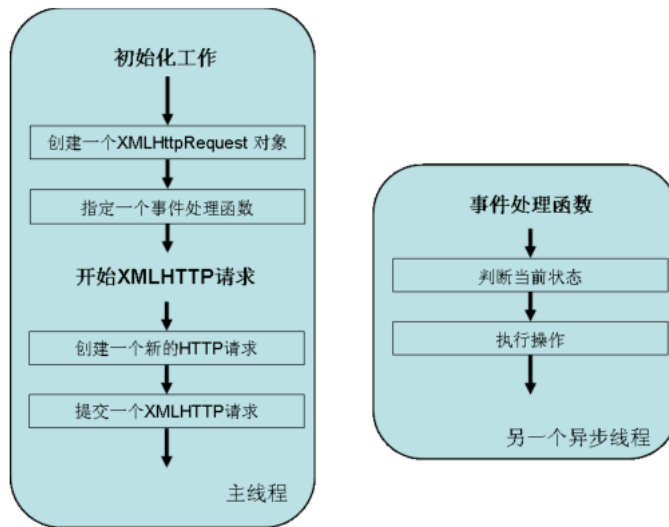 初始化工作
创建一个XMLHttpRequest 对象
指定一个事件处理函数
开始XMLHTTP请求
创建一个新的HTTP请求
提交一个XMLHTTP请求
主线程
事件处理函数
判断当前状态
执行操作
另一个异步线程